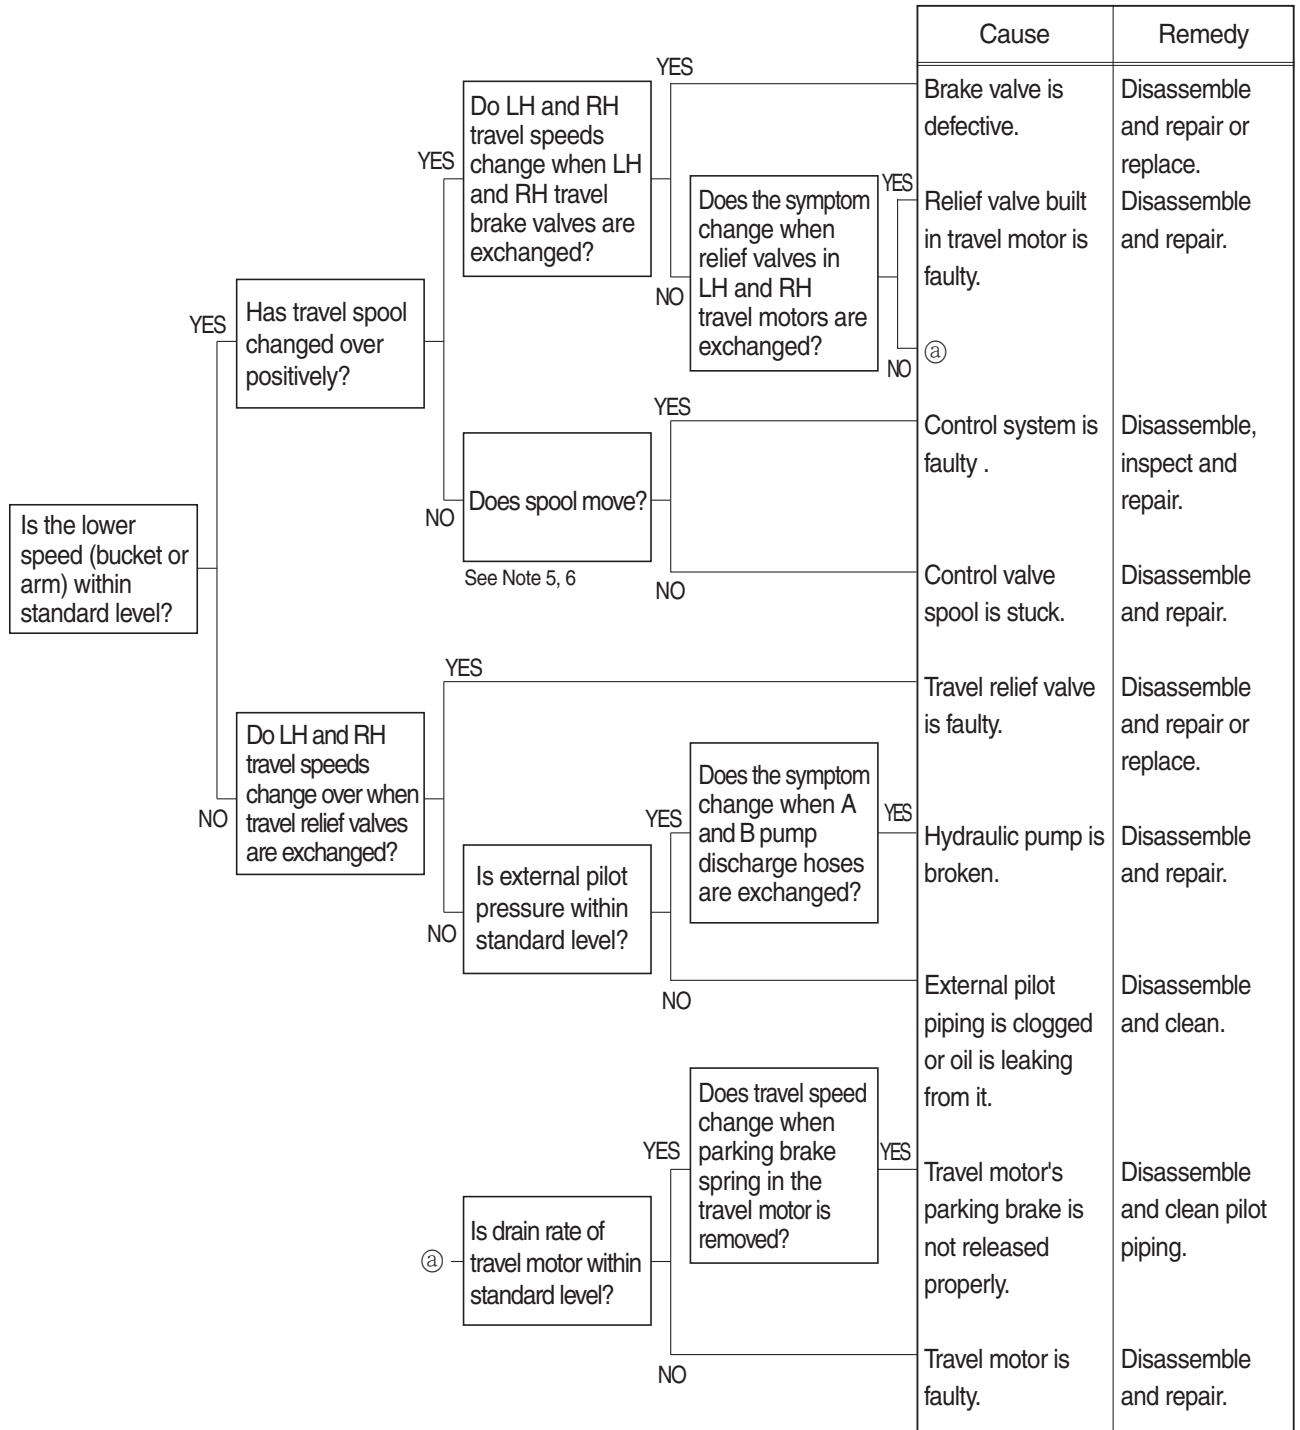 Cause
Remedy
YES
Do LH and RH
travel speeds
change when LH
and RH travel
brake valves are
exchanged?
YES
Brake valve is
defective.
Disassemble
and repair or
replace.
NO
Does the symptom
change when
relief valves in
LH and RH
travel motors are
exchanged?
YES
Relief valve built
in travel motor is
faulty.
Disassemble
and repair.
NO
ⓐ
YES
Has travel spool
changed over
positively?
NO
Does spool move?
See Note 5, 6
YES
Control system is
faulty .
Disassemble,
inspect and
repair.
NO
Control valve
spool is stuck.
Disassemble
and repair.
Is the lower
speed (bucket or
arm) within
standard level?
NO
Do LH and RH
travel speeds
change over when
travel relief valves
are exchanged?
YES
Travel relief valve
is faulty.
Disassemble
and repair or
replace.
NO
Is external pilot
pressure within
standard level?
YES
Does the symptom
change when A
and B pump
discharge hoses
are exchanged?
YES
Hydraulic pump is
broken.
Disassemble
and repair.
NO
External pilot
piping is clogged
or oil is leaking
from it.
Disassemble
and clean.
ⓐ
Is drain rate of
travel motor within
standard level?
YES
Does travel speed
change when
parking brake
spring in the
travel motor is
removed?
YES
Travel motor's
parking brake is
not released
properly.
Disassemble
and clean pilot
piping.
NO
Travel motor is
faulty.
Disassemble
and repair.